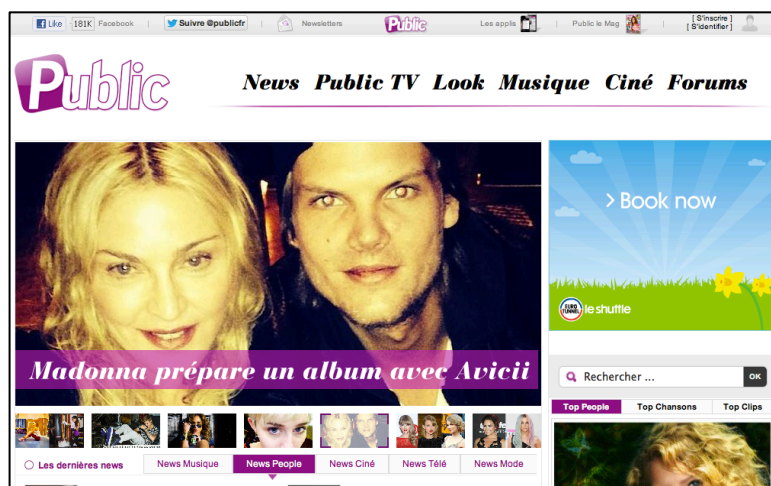 Like 181K Facebook | Suivre @publicfr | Newsletters Public Les applis | Public le Mag | [ S'inscrire ]
[ S'identifier ]
Public
News Public TV Look Musique Ciné Forums
Madonna prépare un album avec Avicii
> Book now
EURO
TUNNEL le shuttle
Rechercher ... OK
Top People Top Chansons Top Clips
Les dernières news News Musique News People News Ciné News Télé News Mode